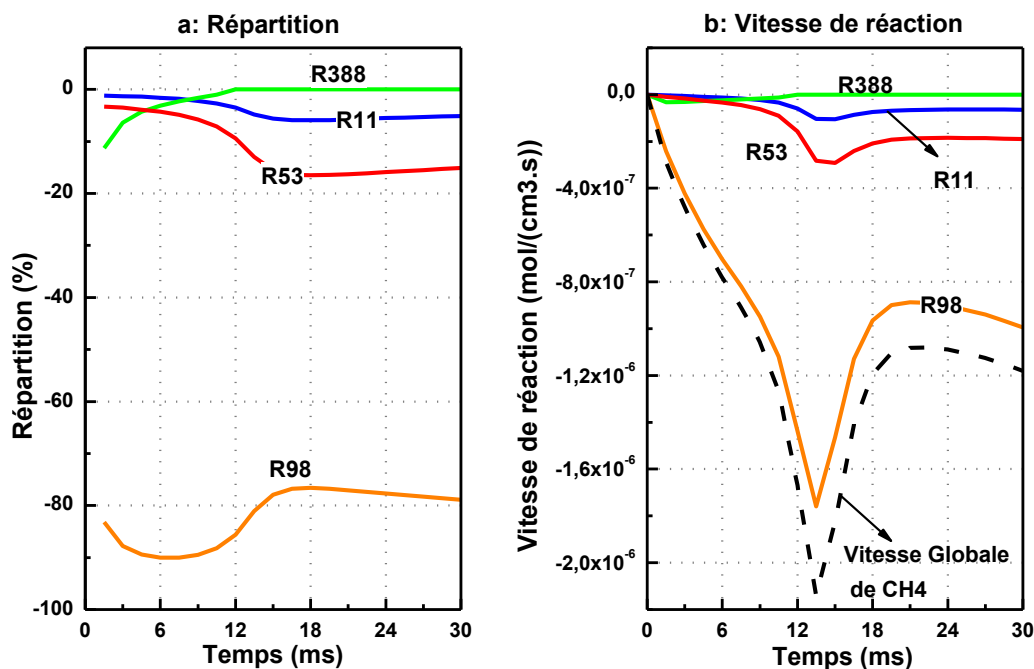 a: Répartition
R388
R11
R53
R98
Répartition (%)
0
-20
-40
-60
-80
-100
0 6 12 18 24 30
Temps (ms)
b: Vitesse de réaction
R388
R53
R11
R98
Vitesse Globale
de CH4
Vitesse de réaction (mol/(cm3.s))
0,0
-4,0x10-7
-8,0x10-7
-1,2x10-6
-1,6x10-6
-2,0x10-6
0 6 12 18 24 30
Temps (ms)